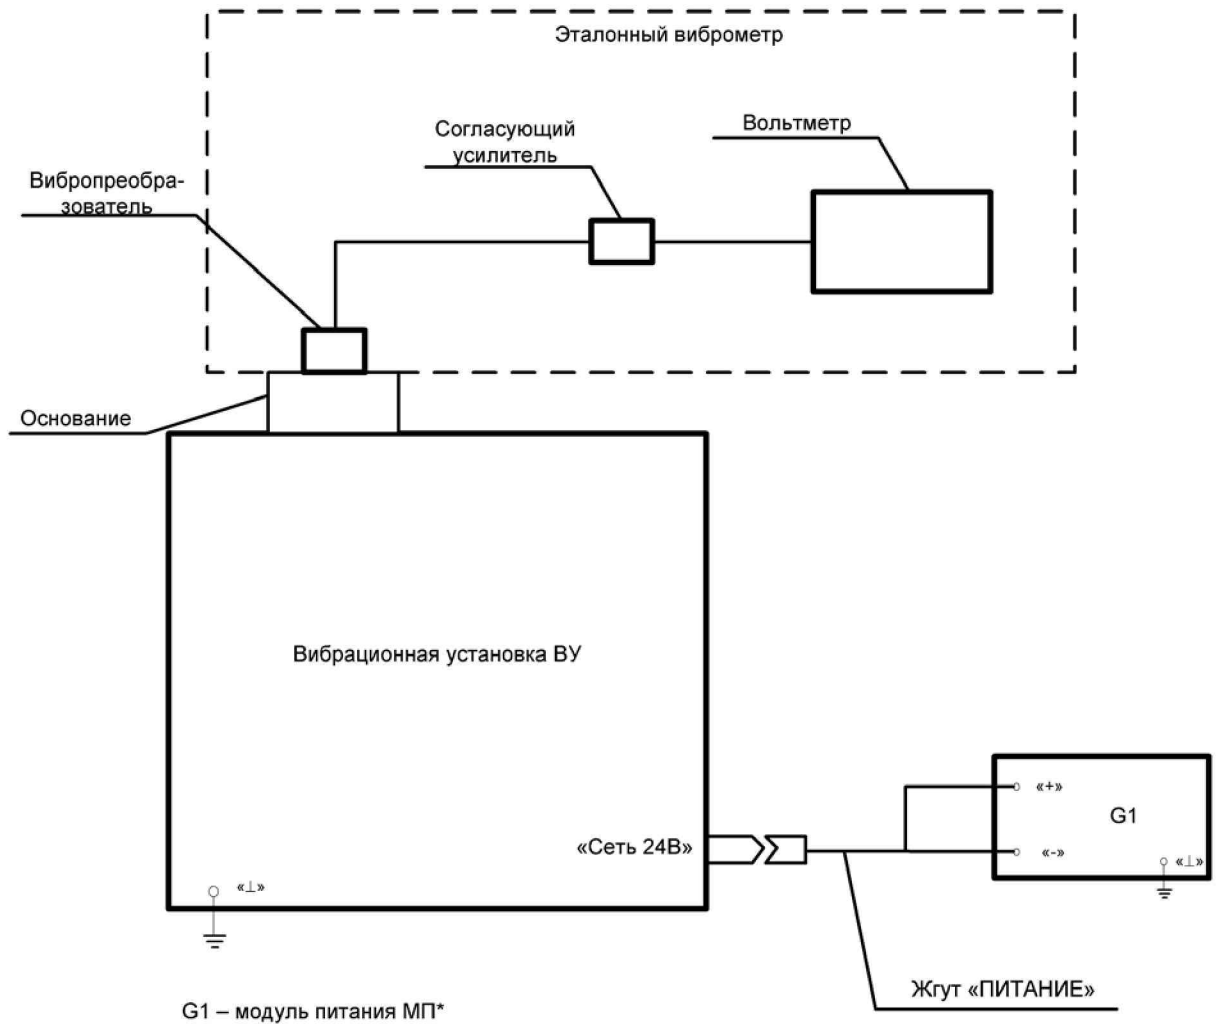 Эталонный виброметр
Согласующий
усилитель
Вольтметр
Вибропреобра-
зователь
Основание
Вибрационная установка ВУ
«+»
G1
«Сеть 24В»
«-»
«⊥»
«⊥»
Жгут «ПИТАНИЕ»
G1 – модуль питания МП*